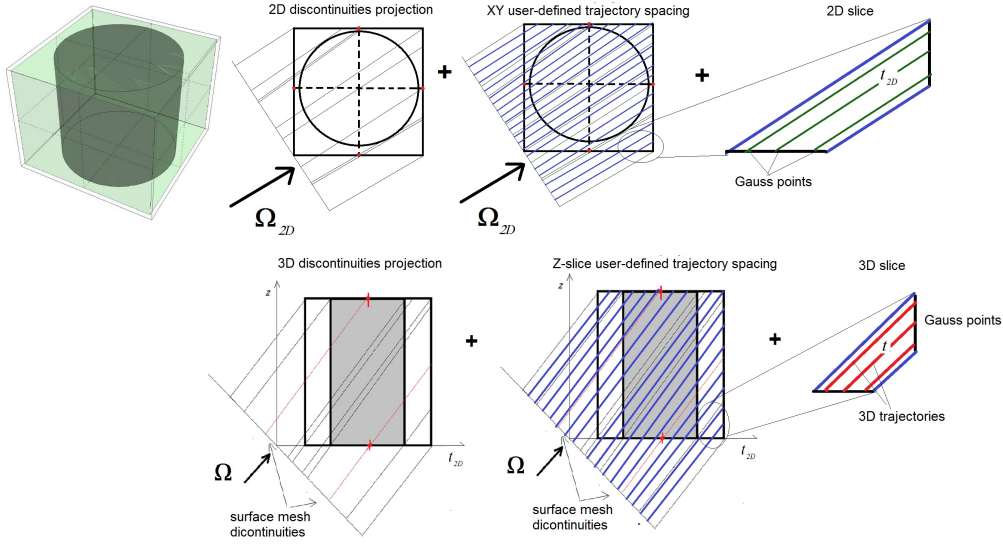 2D discontinuities projection
XY user-defined trajectory spacing
2D slice
+
+
t2D
Gauss points
Ω2D
Ω2D
3D discontinuities projection
Z-slice user-defined trajectory spacing
3D slice
z
z
Gauss points
+
+
t
3D trajectories
t2D
t2D
Ω
Ω
surface mesh
dicontinuities
surface mesh
dicontinuities